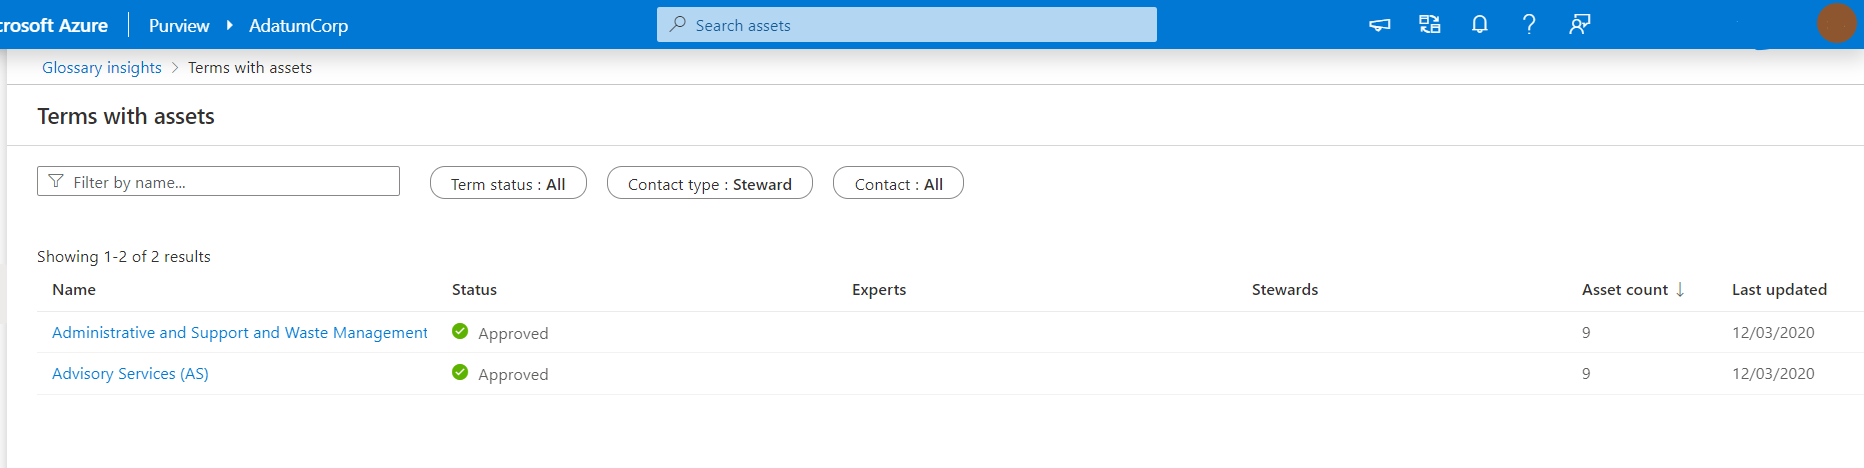 crosoft Azure Purview AdatumCorp Search assets
Glossary insights > Terms with assets
Terms with assets
Filter by name... Term status : All Contact type : Steward Contact : All
Showing 1-2 of 2 results
Name Status Experts Stewards Asset count ↓ Last updated
Administrative and Support and Waste Management Approved 9 12/03/2020
Advisory Services (AS) Approved 9 12/03/2020